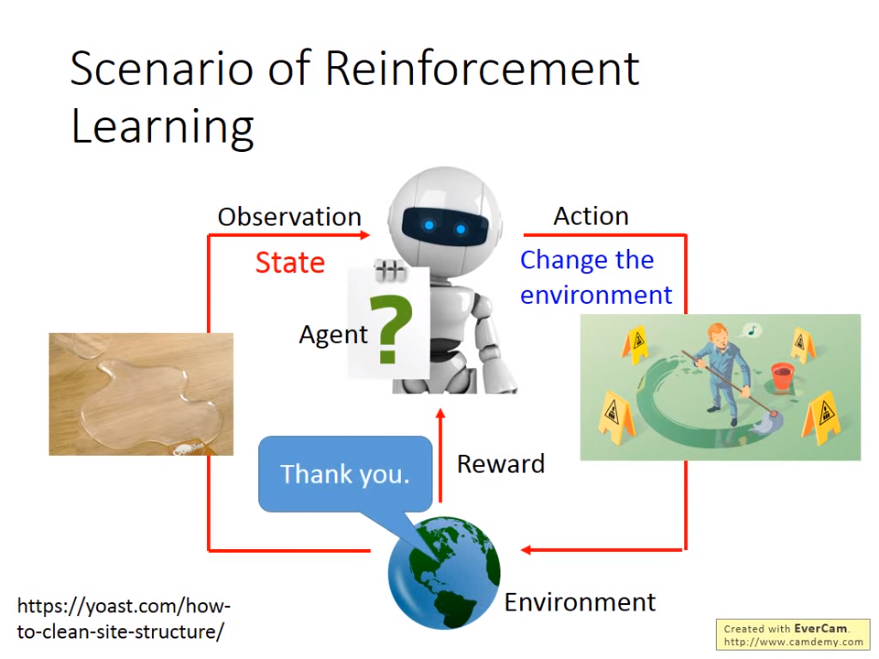 Scenario of Reinforcement
Learning
Observation
Action
State
Change the
environment
Agent
?
Thank you.
Reward
Environment
https://yoast.com/how-
to-clean-site-structure/
Created with EverCam.
http://www.camdemy.com